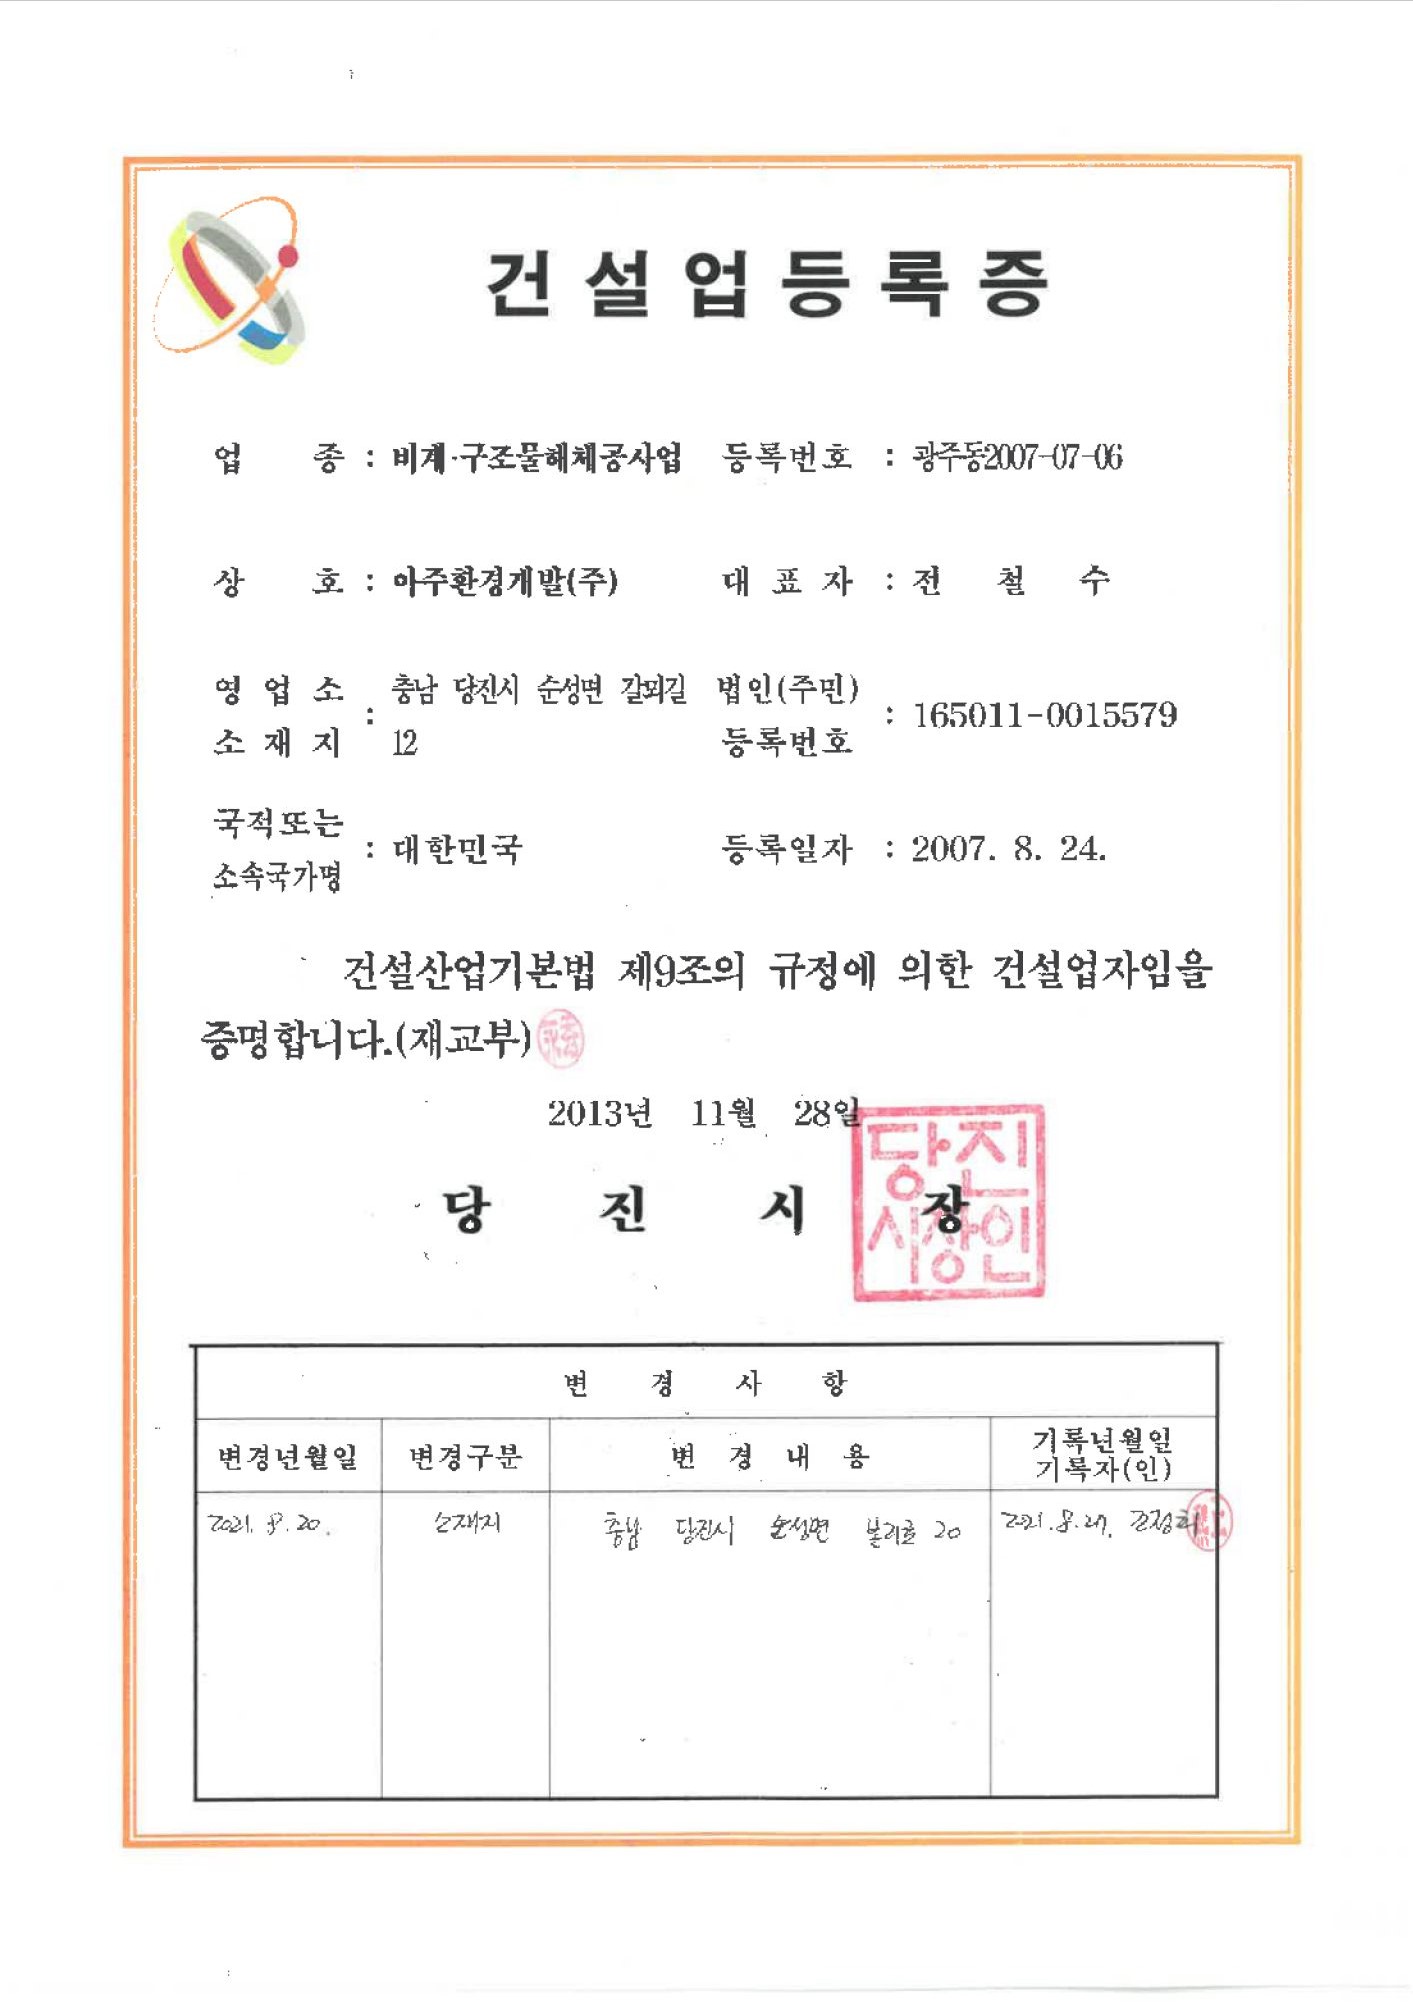 건설업등록증
업 종 : 비계·구조물해체공사업 등록번호 : 광주동2007-07-06
상 호 : 아주환경개발(주) 대 표 자 : 전 철 수
영 업 소 소 재 지 : 충남 당진시 순성면 갈퇴길 12 법인(주민) 등록번호 : 165011-0015579
국적또는 소속국가명 : 대한민국 등록일자 : 2007. 8. 24.
건설산업기본법 제9조의 규정에 의한 건설업자임을
증명합니다.(재교부)
2013년 11월 28일
당 진 시 장
당진
시장인
변 경 사 항
변경년월일 변경구분 변 경 내 용 기록년월일 기록자(인)
2021. 8. 20. 소재지 충남 당진시 순성면 20 2021. 8.